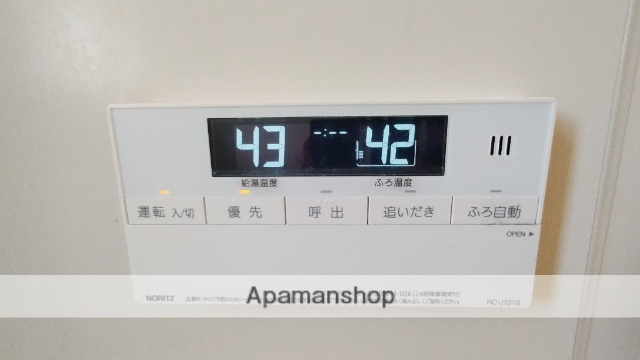 43 -:-- 42
給湯温度 ふろ温度
運転 入/切 優先 呼出 追いだき ふろ自動
OPEN ▶
NORITZ
Apamanshop
RC-J101S